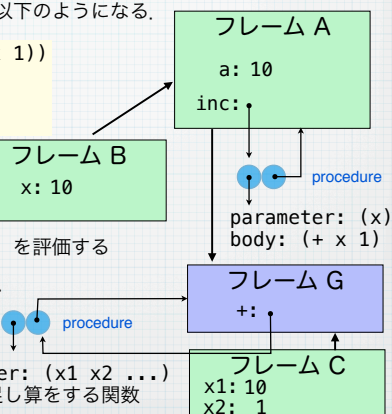 以下のようになる.
1))
フレーム A
a: 10
inc:
フレーム B
x: 10
procedure
parameter: (x)
body: (+ x 1)
を評価する
フレーム G
+:
procedure
er: (x1 x2 ...)
し算をする関数
フレーム C
x1: 10
x2: 1